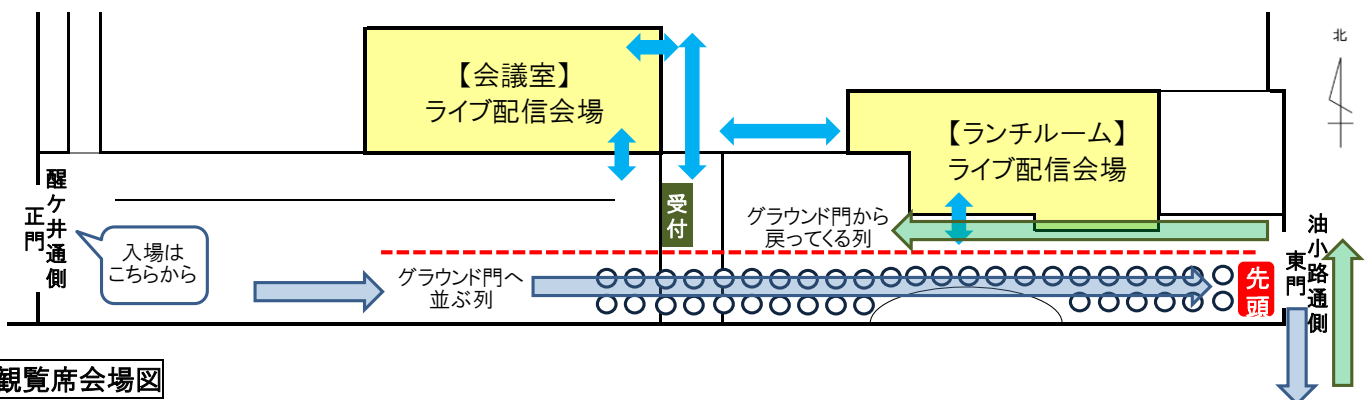 北
【会議室】
ライブ配信会場
【ランチルーム】
ライブ配信会場
醒ケ井通側
正門
入場は
こちらから
受付
グラウンド門から
戻ってくる列
グラウンド門へ
並ぶ列
先頭
油小路通側
東門
観覧席会場図